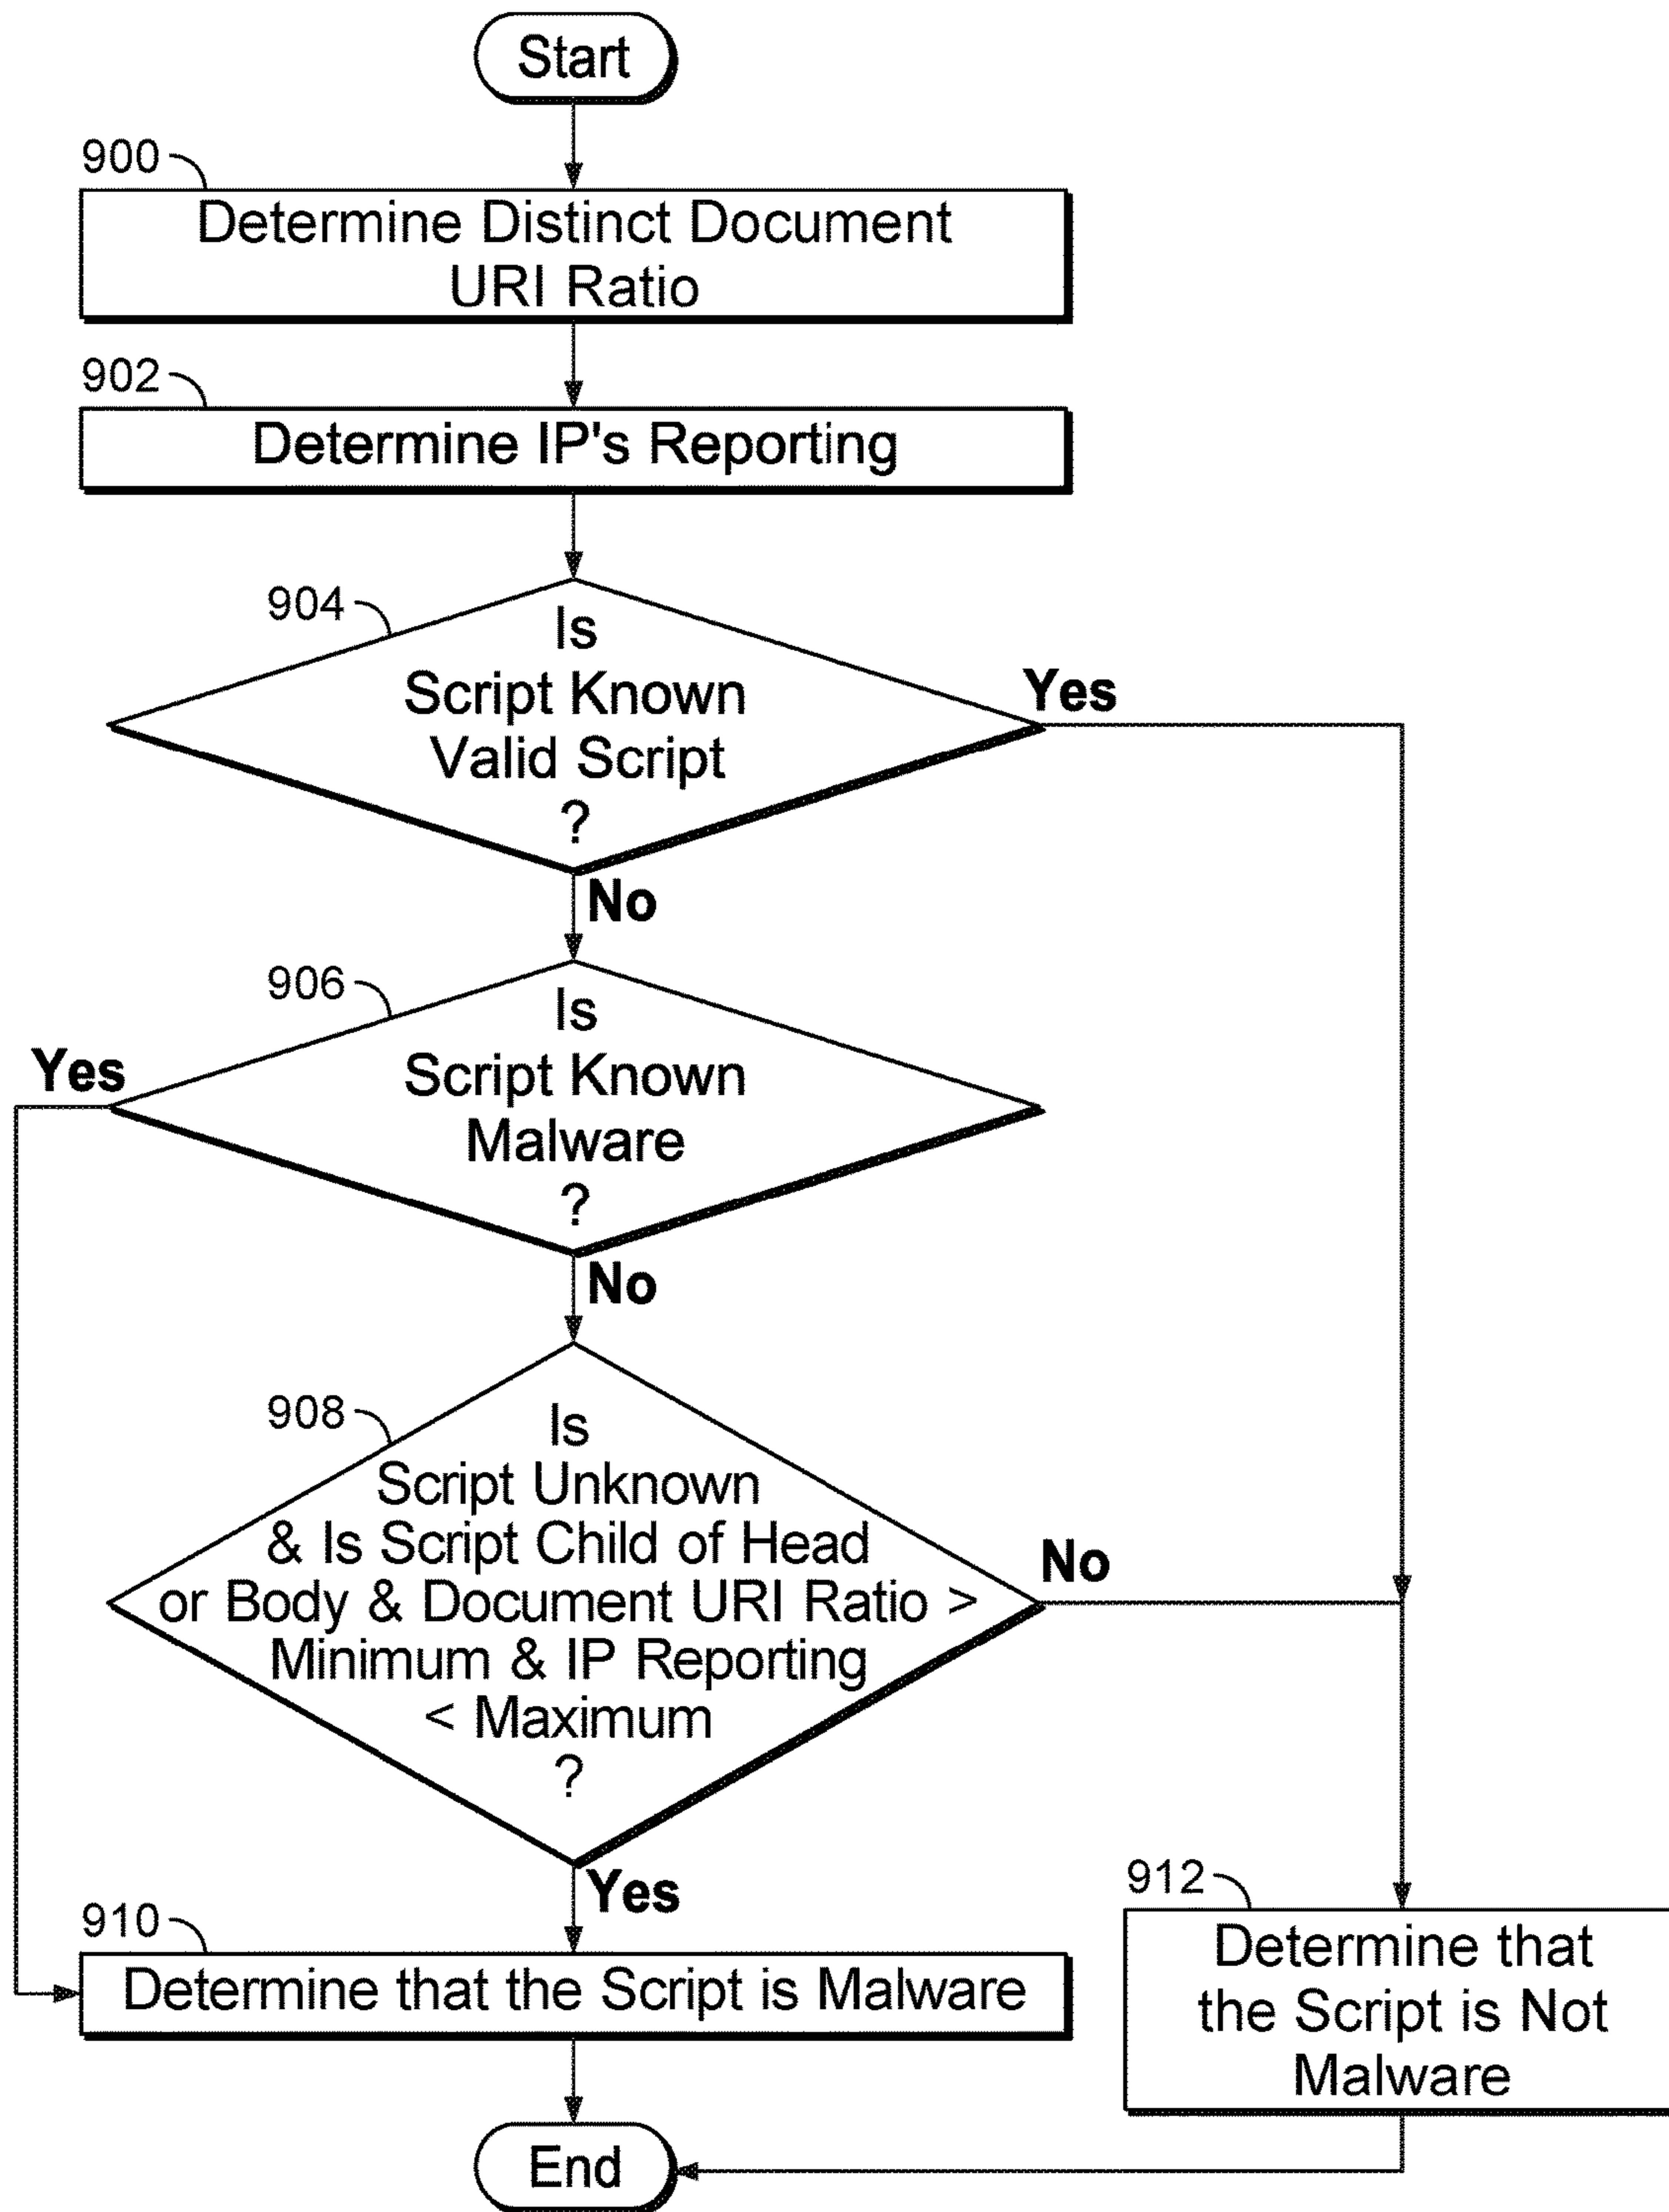 Start
900
Determine Distinct Document
URI Ratio
902
Determine IP's Reporting
904
Is
Script Known
Valid Script
?
Yes
No
906
Is
Script Known
Malware
?
Yes
No
908
Is
Script Unknown
& Is Script Child of Head
or Body & Document URI Ratio >
Minimum & IP Reporting
< Maximum
?
No
Yes
910
Determine that the Script is Malware
912
Determine that
the Script is Not
Malware
End